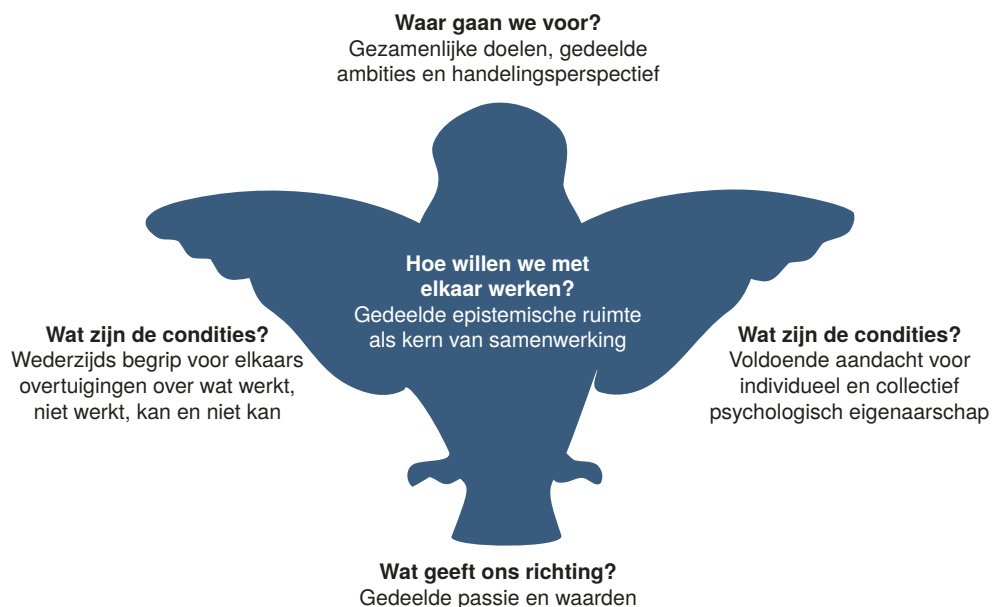 Waar gaan we voor?
Gezamenlijke doelen, gedeelde
ambities en handelingsperspectief
Hoe willen we met
elkaar werken?
Gedeelde epistemische ruimte
als kern van samenwerking
Wat zijn de condities?
Wederzijds begrip voor elkaars
overtuigingen over wat werkt,
niet werkt, kan en niet kan
Wat zijn de condities?
Voldoende aandacht voor
individueel en collectief
psychologisch eigenaarschap
Wat geeft ons richting?
Gedeelde passie en waarden